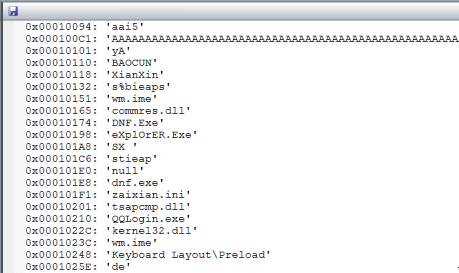 0x00010094: 'aai5'
0x000100C1: 'AAAAAAAAAAAAAAAAAAAAAAAAAAAAAAAAAAAAAAAAAAAAAAAAAAAA
0x00010101: 'yA'
0x00010110: 'BAOCUN'
0x00010118: 'XianXin'
0x00010132: 's%bieaps'
0x00010151: 'wm.ime'
0x00010165: 'commres.dll'
0x00010174: 'DNF.Exe'
0x00010198: 'eXplOrER.Exe'
0x000101A8: 'SX '
0x000101C6: 'stieap'
0x000101E0: 'null'
0x000101E8: 'dnf.exe'
0x000101F1: 'zaixian.ini'
0x00010201: 'tsapcmp.dll'
0x00010210: 'QQLogin.exe'
0x0001022C: 'kernel32.dll'
0x0001023C: 'wm.ime'
0x00010248: 'Keyboard Layout\Preload'
0x0001025E: 'de'